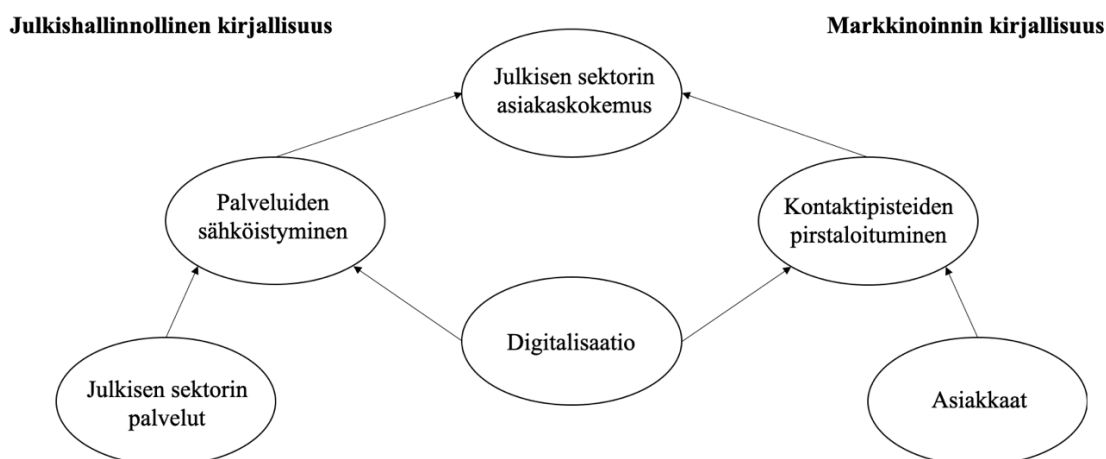 Julkishallinnollinen kirjallisuus
Markkinoinnin kirjallisuus
Julkisen sektorin
asiakaskokemus
Palveluiden
sähköistyminen
Kontaktipisteiden
pirstaloituminen
Digitalisaatio
Julkisen sektorin
palvelut
Asiakkaat